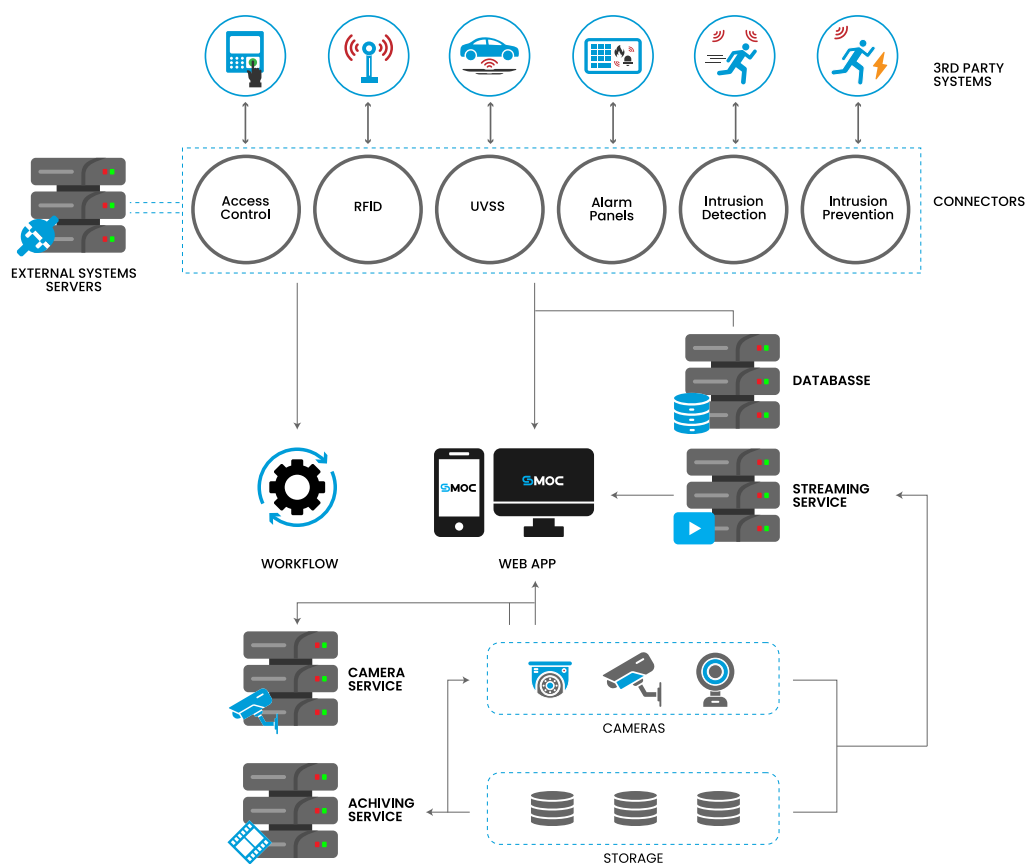 3RD PARTY
SYSTEMS
Access
Control
RFID
UVSS
Alarm
Panels
Intrusion
Detection
Intrusion
Prevention
CONNECTORS
EXTERNAL SYSTEMS
SERVERS
DATABASSE
SMOC
SMOC
STREAMING
SERVICE
WORKFLOW
WEB APP
CAMERA
SERVICE
CAMERAS
ACHIVING
SERVICE
STORAGE